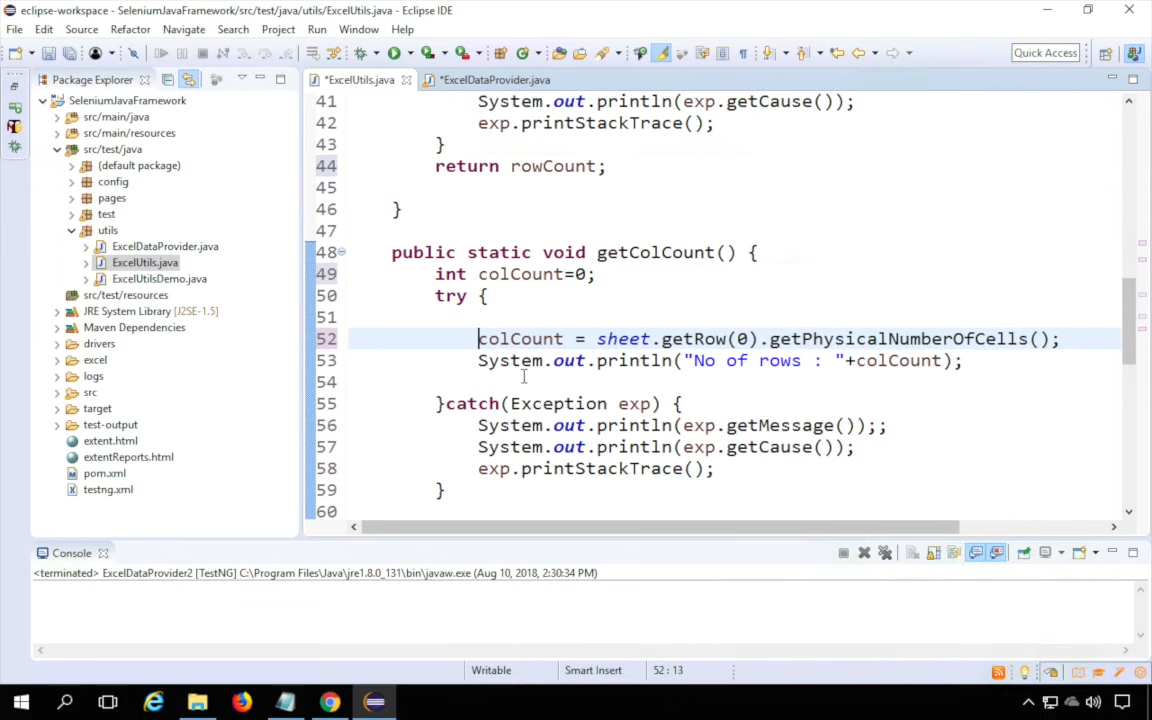 eclipse-workspace - SeleniumJavaFramework/src/test/java/utils/ExcelUtils.java - Eclipse IDE
File Edit Source Refactor Navigate Search Project Run Window Help
Quick Access
Package Explorer
*ExcelUtils.java
*ExcelDataProvider.java
SeleniumJavaFramework
src/main/java
src/main/resources
src/test/java
(default package)
config
pages
test
utils
ExcelDataProvider.java
ExcelUtils.java
ExcelUtilsDemo.java
src/test/resources
JRE System Library [J2SE-1.5]
Maven Dependencies
drivers
excel
logs
src
target
test-output
extent.html
extentReports.html
pom.xml
testng.xml
41 System.out.println(exp.getCause());
42 exp.printStackTrace();
43 }
44 return rowCount;
45
46 }
47
48 public static void getColCount() {
49 int colCount=0;
50 try {
51
52 colCount = sheet.getRow(0).getPhysicalNumberOfCells();
53 System.out.println("No of rows : "+colCount);
54
55 }catch(Exception exp) {
56 System.out.println(exp.getMessage());;
57 System.out.println(exp.getCause());
58 exp.printStackTrace();
59 }
60
Console
<terminated> ExcelDataProvider2 [TestNG] C:\Program Files\Java\jre1.8.0_131\bin\javaw.exe (Aug 10, 2018, 2:30:34 PM)
Writable
Smart Insert
52 : 13